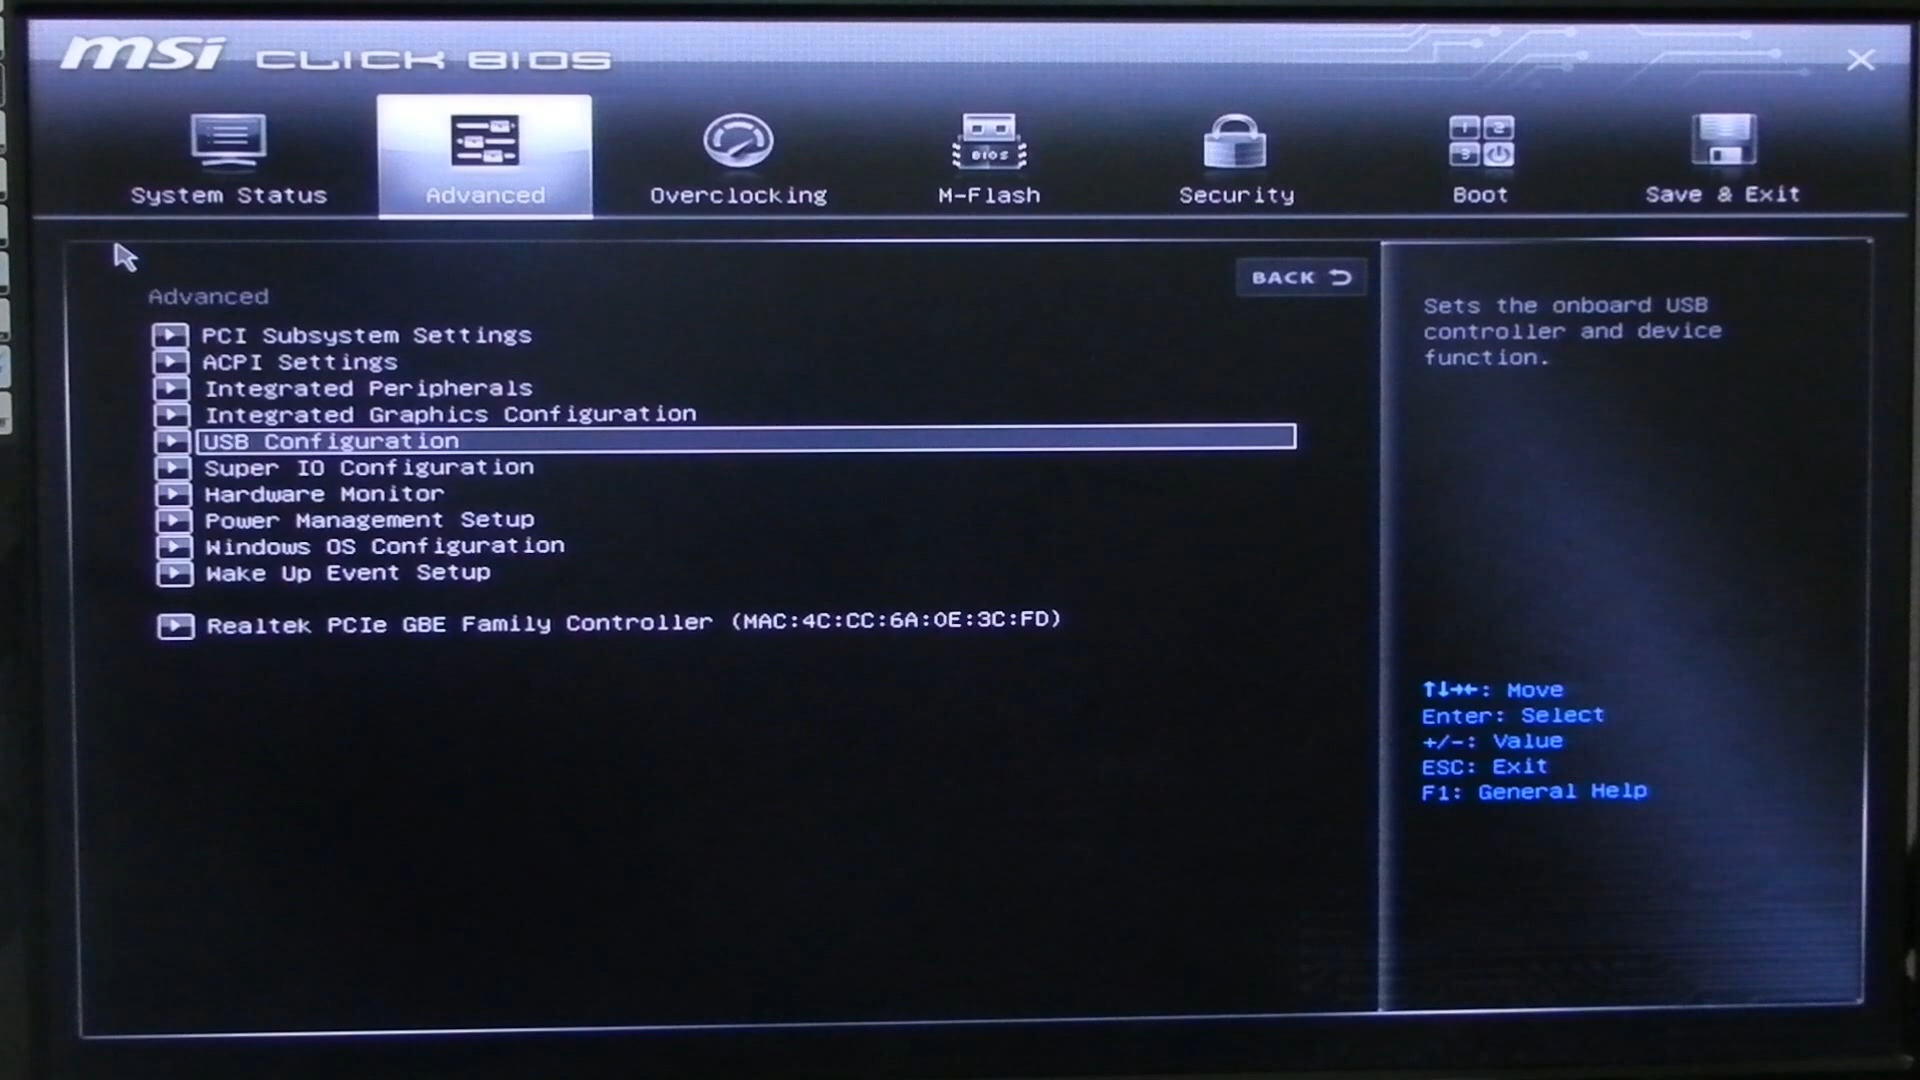 msi CLICK BIOS
System Status
Advanced
Overclocking
BIOS
M-Flash
Security
1 2
3
Boot
Save & Exit
BACK
Advanced
PCI Subsystem Settings
ACPI Settings
Integrated Peripherals
Integrated Graphics Configuration
USB Configuration
Super IO Configuration
Hardware Monitor
Power Management Setup
Windows OS Configuration
Wake Up Event Setup
Realtek PCIe GBE Family Controller (MAC:4C:CC:6A:0E:3C:FD)
Sets the onboard USB
controller and device
function.
↑↓→←: Move
Enter: Select
+/-: Value
ESC: Exit
F1: General Help